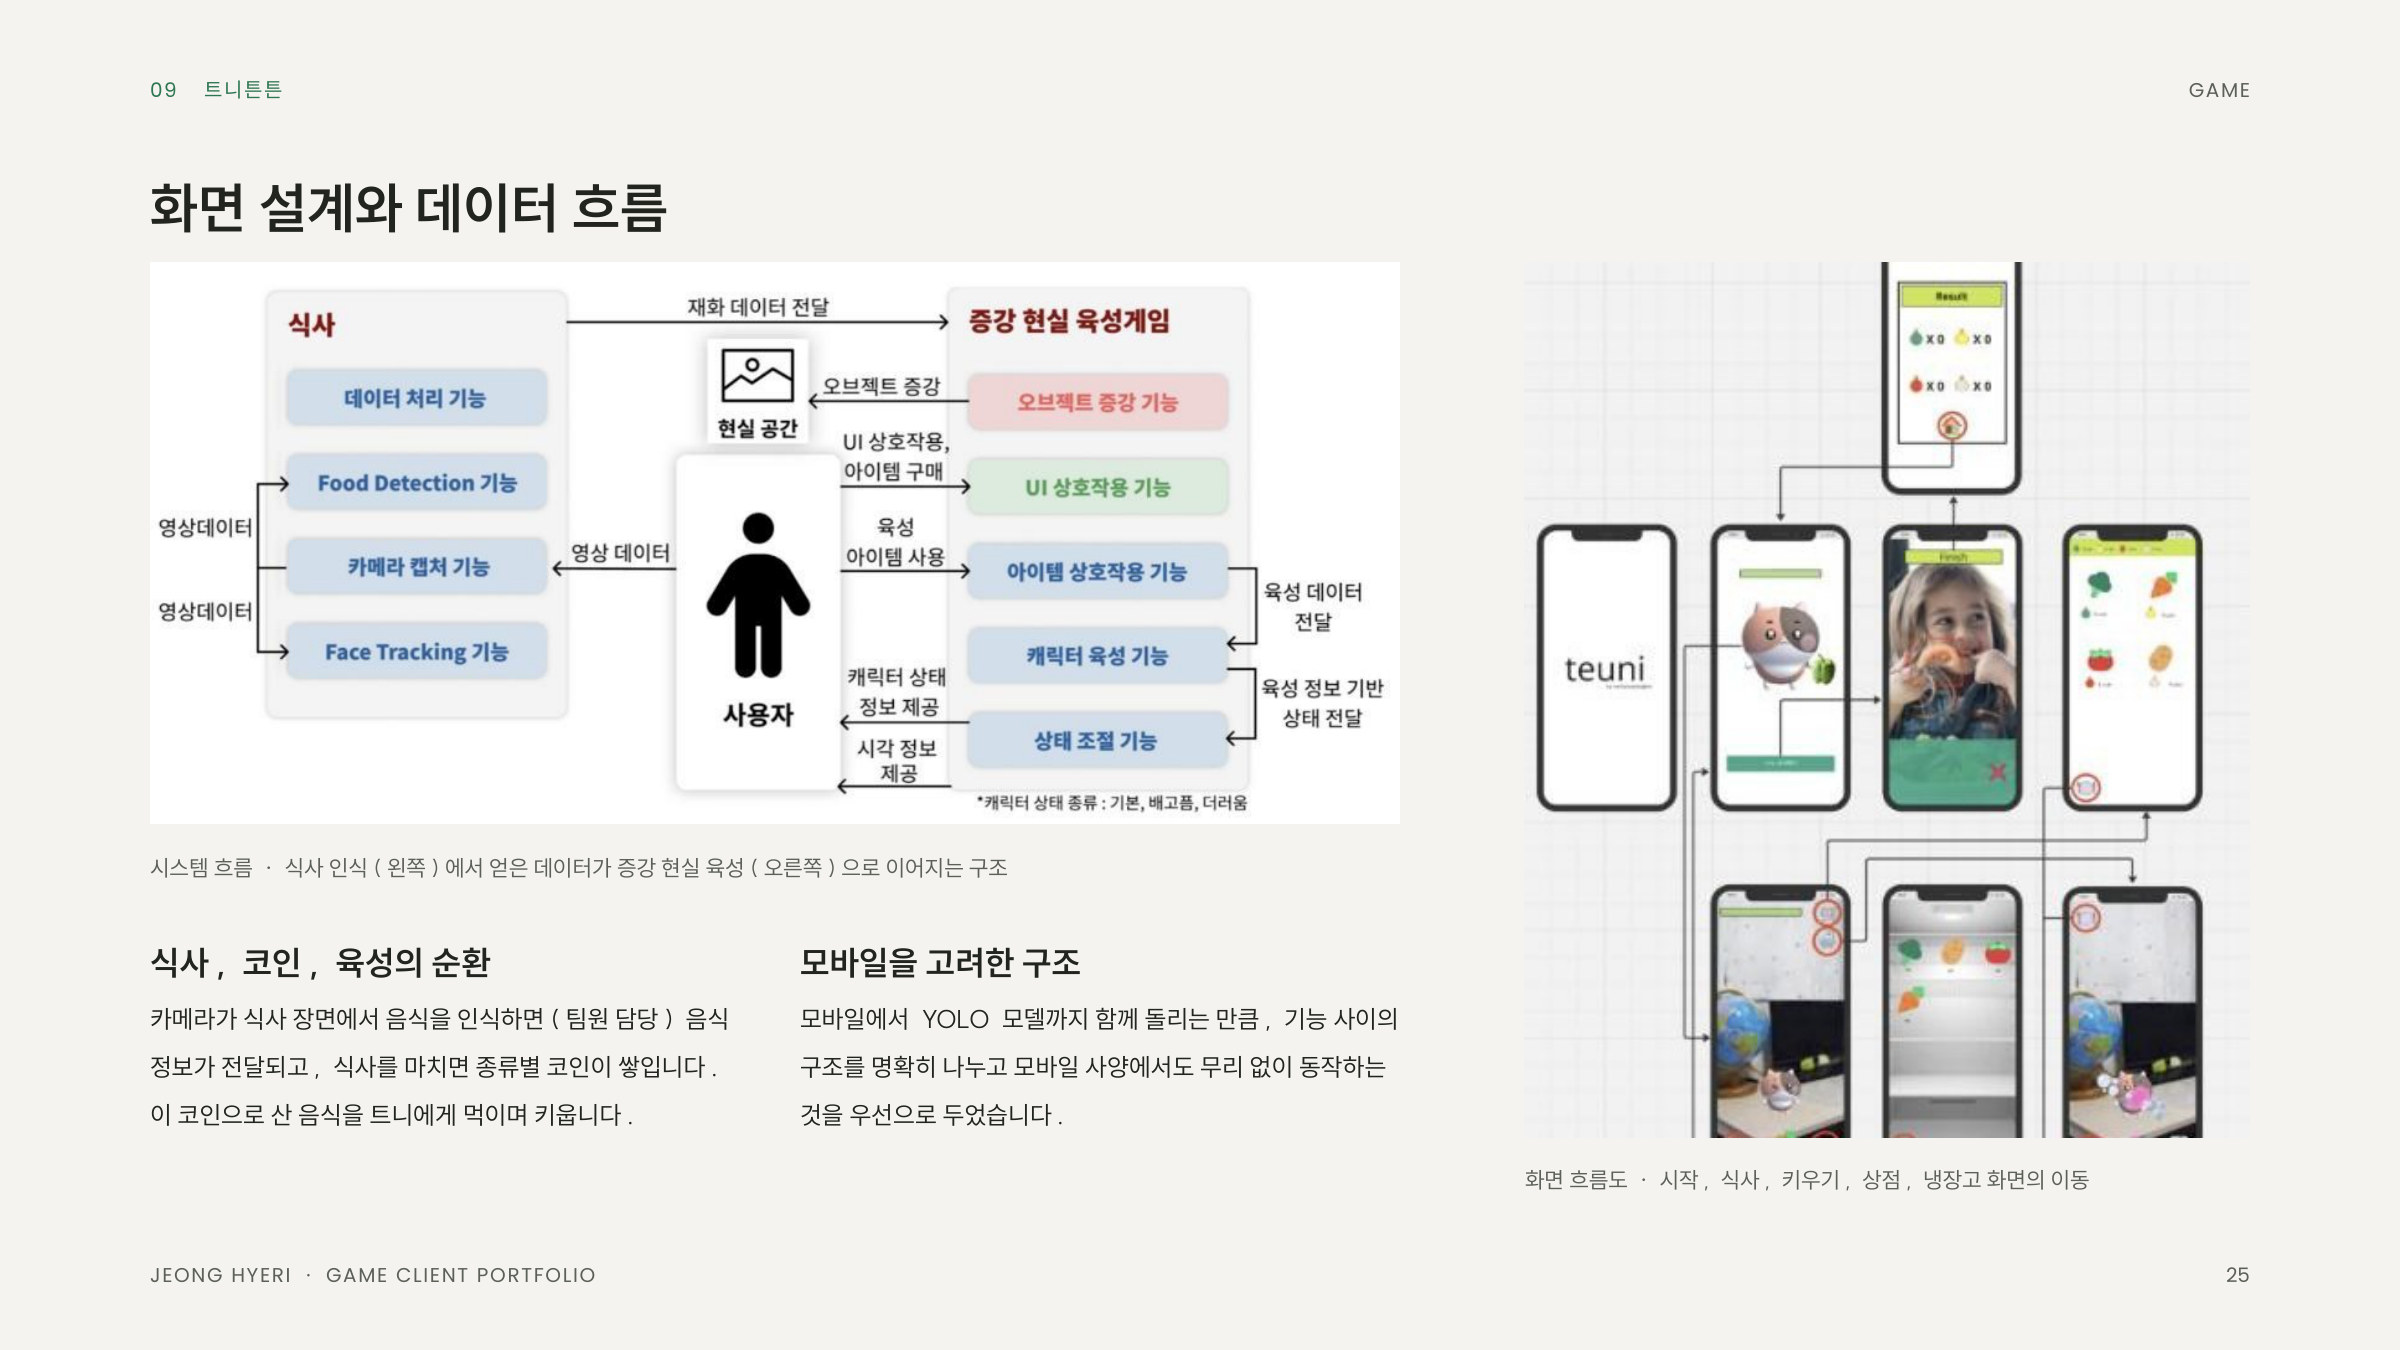 09 트니튼튼
GAME
화면 설계와 데이터 흐름
식사
데이터 처리 기능
Food Detection 기능
카메라 캡처 기능
Face Tracking 기능
영상데이터
영상데이터
재화 데이터 전달
현실 공간
영상 데이터
사용자
오브젝트 증강
UI 상호작용,
아이템 구매
육성
아이템 사용
캐릭터 상태
정보 제공
시각 정보
제공
증강 현실 육성게임
오브젝트 증강 기능
UI 상호작용 기능
아이템 상호작용 기능
캐릭터 육성 기능
상태 조절 기능
육성 데이터
전달
육성 정보 기반
상태 전달
*캐릭터 상태 종류 : 기본, 배고픔, 더러움
시스템 흐름 · 식사 인식 ( 왼쪽 ) 에서 얻은 데이터가 증강 현실 육성 ( 오른쪽 ) 으로 이어지는 구조
식사 , 코인 , 육성의 순환
카메라가 식사 장면에서 음식을 인식하면 ( 팀원 담당 ) 음식
정보가 전달되고 , 식사를 마치면 종류별 코인이 쌓입니다 .
이 코인으로 산 음식을 트니에게 먹이며 키웁니다 .
모바일을 고려한 구조
모바일에서 YOLO 모델까지 함께 돌리는 만큼 , 기능 사이의
구조를 명확히 나누고 모바일 사양에서도 무리 없이 동작하는
것을 우선으로 두었습니다 .
Result
X 0 X 0
X 0 X 0
teuni
Finish
화면 흐름도 · 시작 , 식사 , 키우기 , 상점 , 냉장고 화면의 이동
JEONG HYERI · GAME CLIENT PORTFOLIO
25